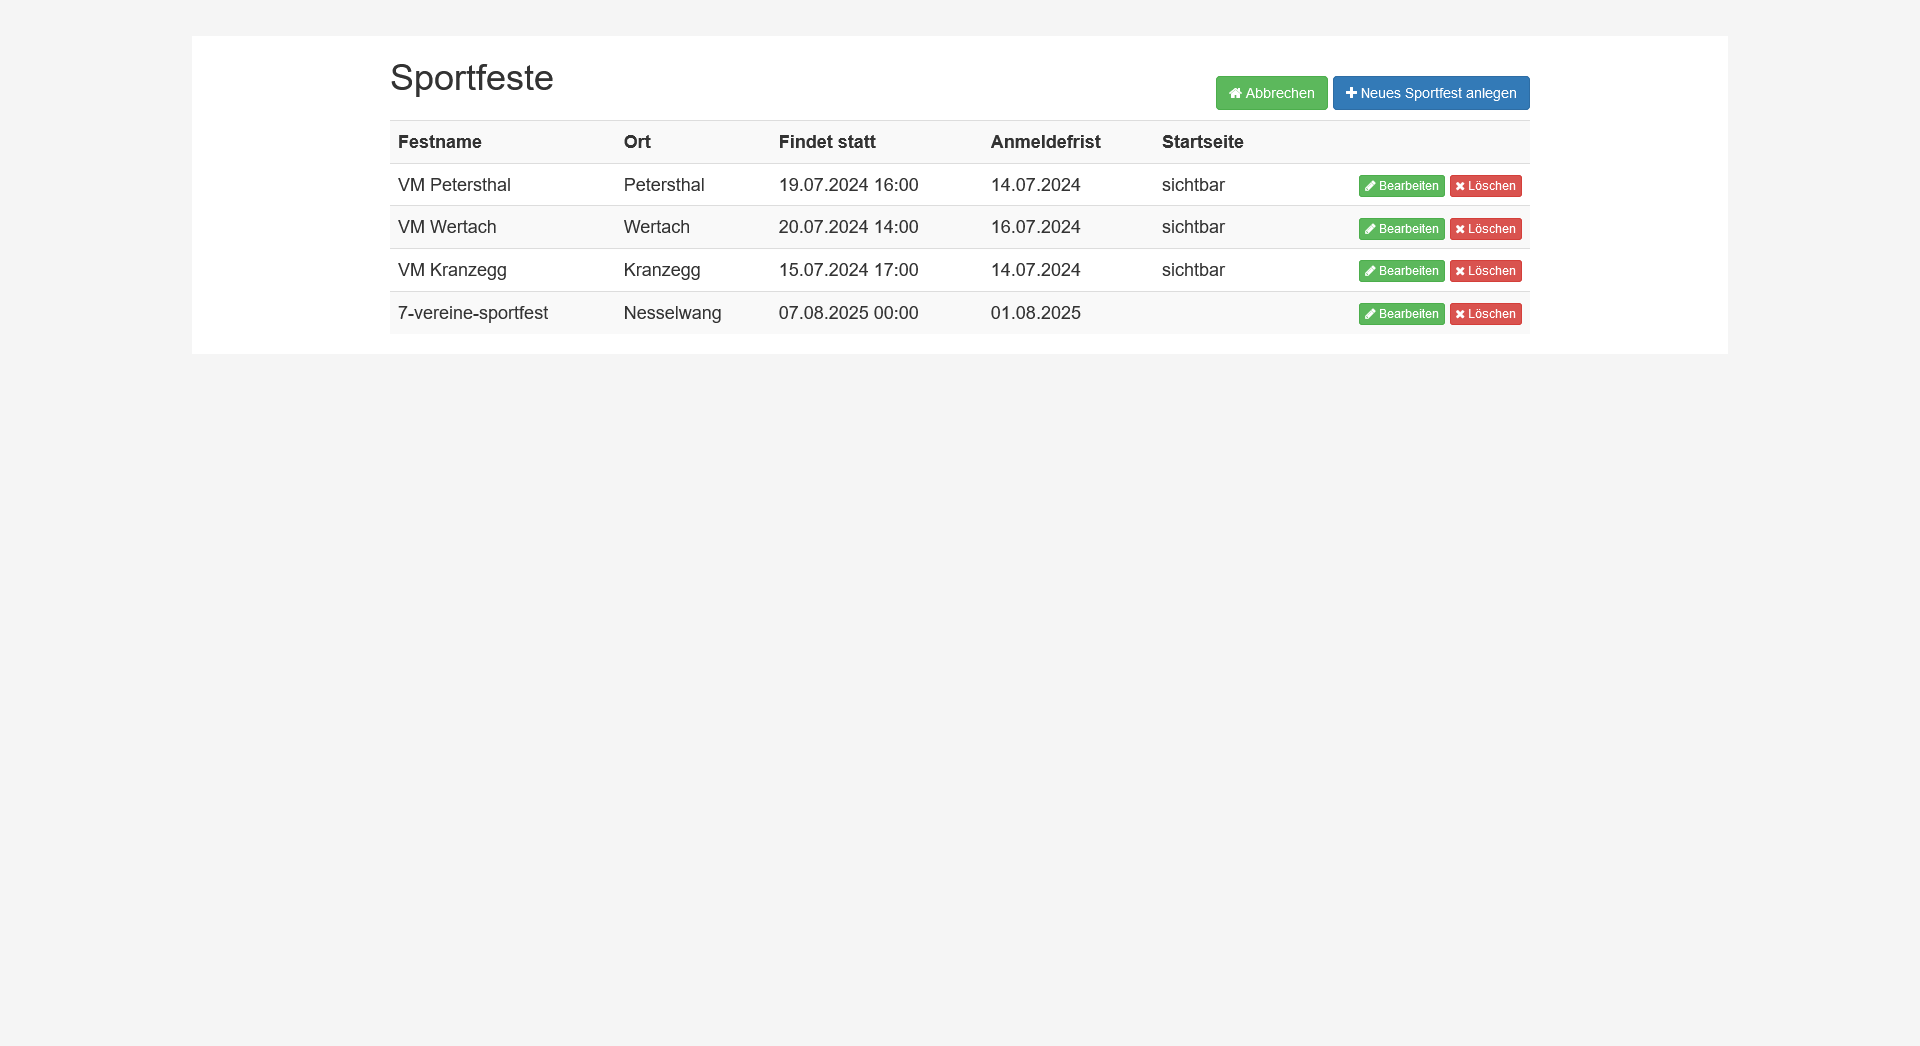 Sportfeste
Abbrechen Neues Sportfest anlegen
Festname Ort Findet statt Anmeldefrist Startseite
VM Petersthal Petersthal 19.07.2024 16:00 14.07.2024 sichtbar Bearbeiten Löschen
VM Wertach Wertach 20.07.2024 14:00 16.07.2024 sichtbar Bearbeiten Löschen
VM Kranzegg Kranzegg 15.07.2024 17:00 14.07.2024 sichtbar Bearbeiten Löschen
7-vereine-sportfest Nesselwang 07.08.2025 00:00 01.08.2025 Bearbeiten Löschen